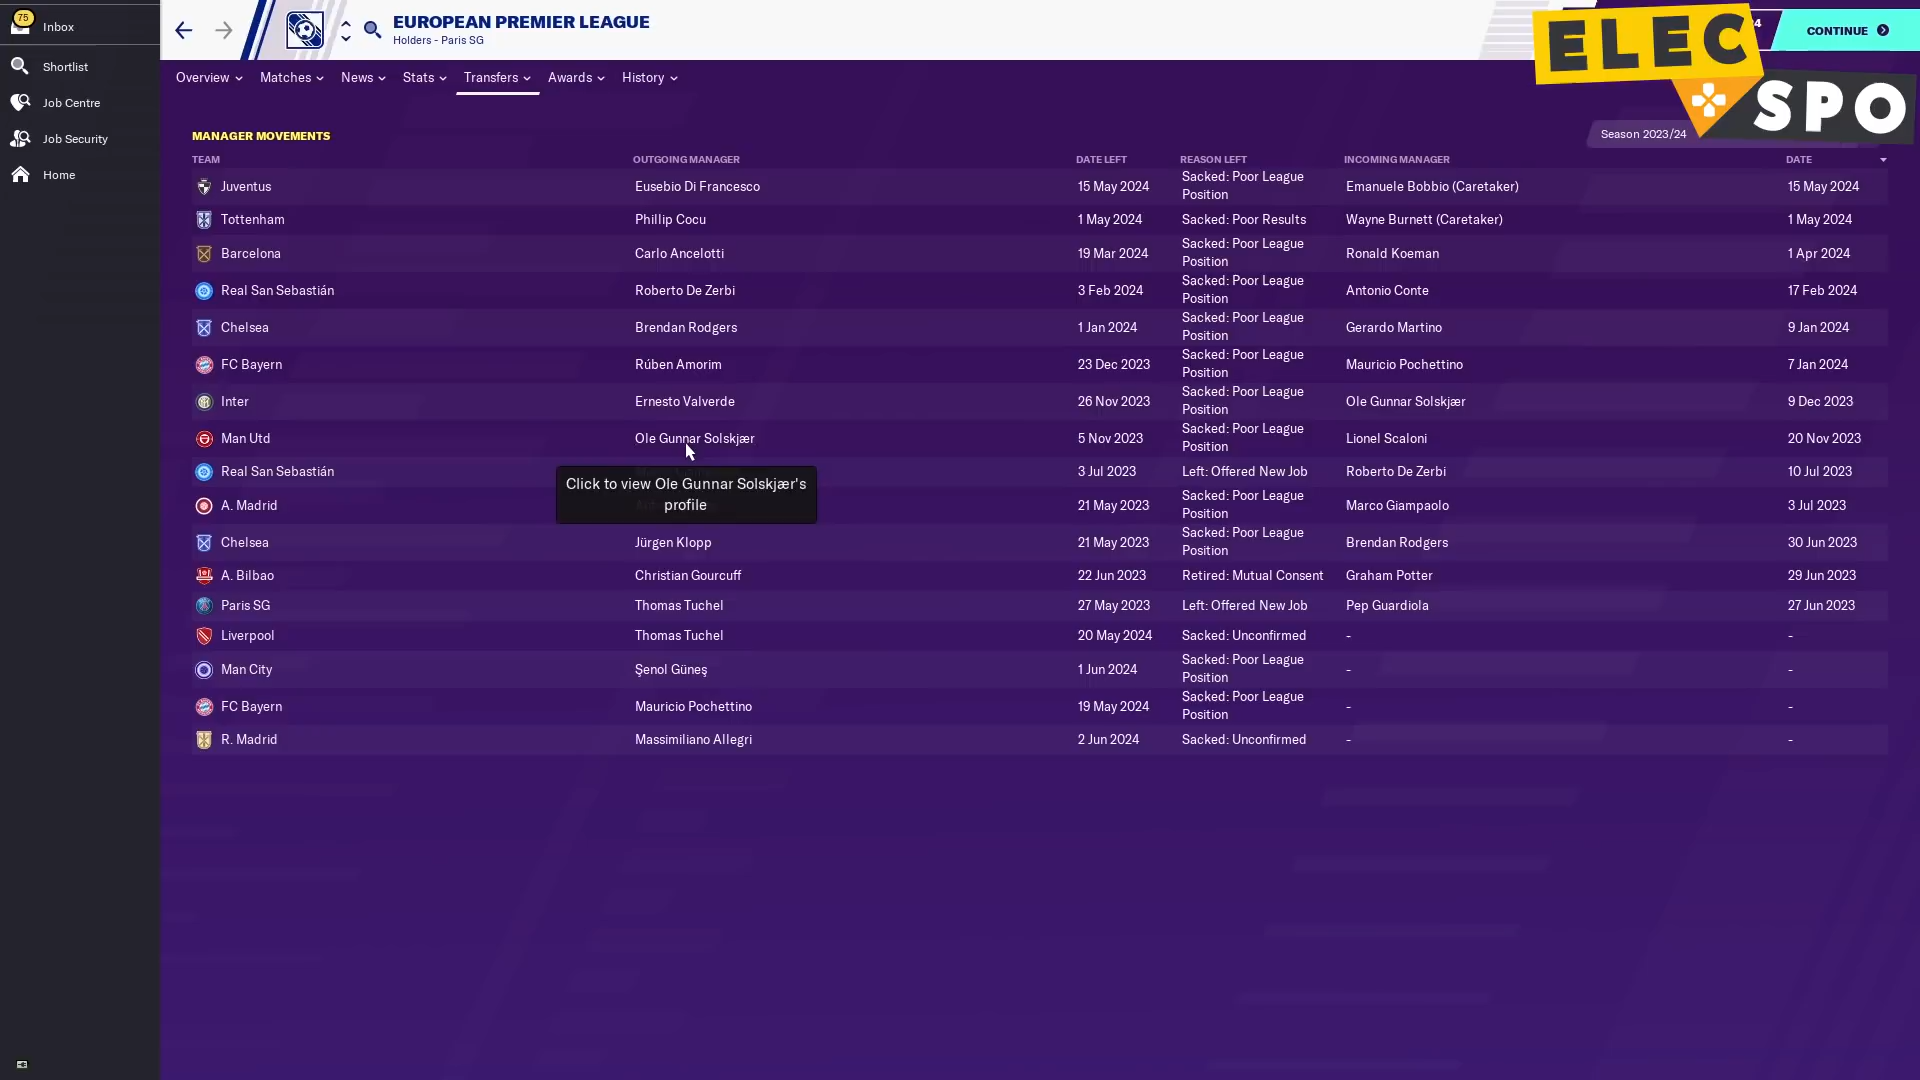 75
Inbox
Shortlist
Job Centre
Job Security
Home
EUROPEAN PREMIER LEAGUE
Holders - Paris SG
CONTINUE
ELEC
SPO
Overview Matches News Stats Transfers Awards History
MANAGER MOVEMENTS
Season 2023/24
TEAM OUTGOING MANAGER DATE LEFT REASON LEFT INCOMING MANAGER DATE
Juventus Eusebio Di Francesco 15 May 2024 Sacked: Poor League Position Emanuele Bobbio (Caretaker) 15 May 2024
Tottenham Phillip Cocu 1 May 2024 Sacked: Poor Results Wayne Burnett (Caretaker) 1 May 2024
Barcelona Carlo Ancelotti 19 Mar 2024 Sacked: Poor League Position Ronald Koeman 1 Apr 2024
Real San Sebastián Roberto De Zerbi 3 Feb 2024 Sacked: Poor League Position Antonio Conte 17 Feb 2024
Chelsea Brendan Rodgers 1 Jan 2024 Sacked: Poor League Position Gerardo Martino 9 Jan 2024
FC Bayern Rúben Amorim 23 Dec 2023 Sacked: Poor League Position Mauricio Pochettino 7 Jan 2024
Inter Ernesto Valverde 26 Nov 2023 Sacked: Poor League Position Ole Gunnar Solskjær 9 Dec 2023
Man Utd Ole Gunnar Solskjær 5 Nov 2023 Sacked: Poor League Position Lionel Scaloni 20 Nov 2023
Real San Sebastián 3 Jul 2023 Left: Offered New Job Roberto De Zerbi 10 Jul 2023
Click to view Ole Gunnar Solskjær's
profile
A. Madrid 21 May 2023 Sacked: Poor League Position Marco Giampaolo 3 Jul 2023
Chelsea Jürgen Klopp 21 May 2023 Sacked: Poor League Position Brendan Rodgers 30 Jun 2023
A. Bilbao Christian Gourcuff 22 Jun 2023 Retired: Mutual Consent Graham Potter 29 Jun 2023
Paris SG Thomas Tuchel 27 May 2023 Left: Offered New Job Pep Guardiola 27 Jun 2023
Liverpool Thomas Tuchel 20 May 2024 Sacked: Unconfirmed - -
Man City Şenol Güneş 1 Jun 2024 Sacked: Poor League Position - -
FC Bayern Mauricio Pochettino 19 May 2024 Sacked: Poor League Position - -
R. Madrid Massimiliano Allegri 2 Jun 2024 Sacked: Unconfirmed - -